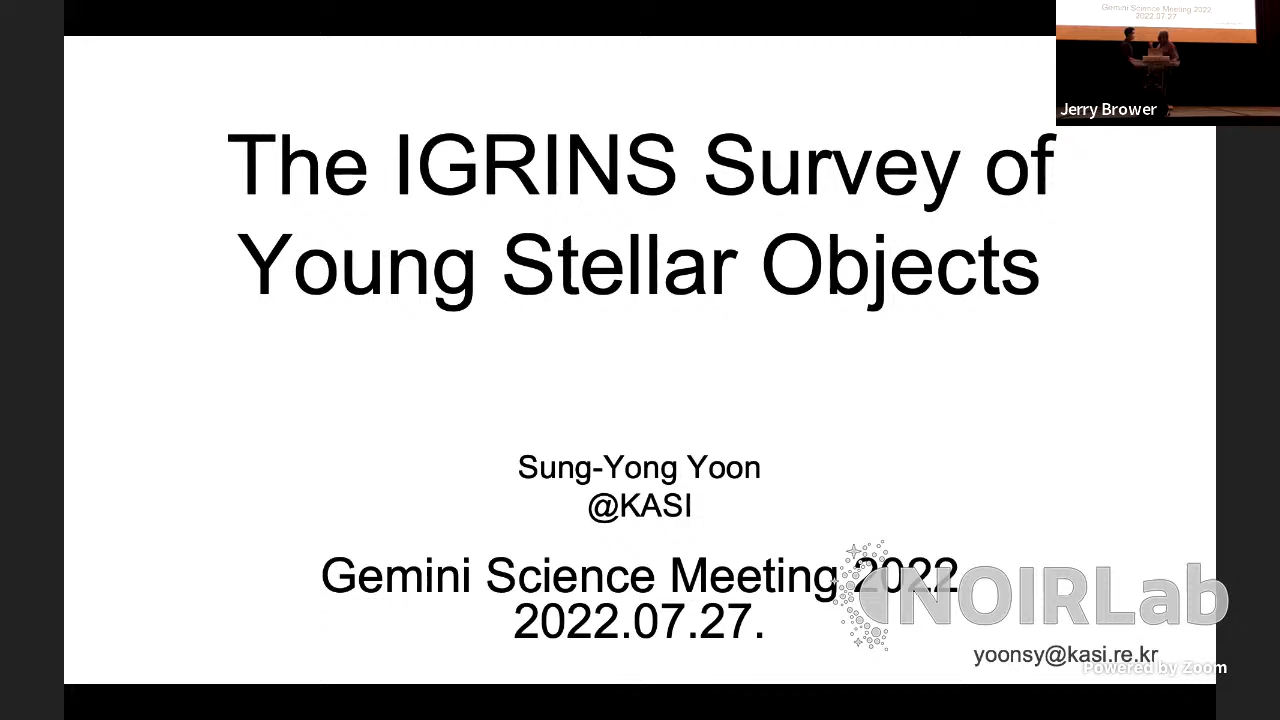 Gemini Science Meeting 2022
2022.07.27
Jerry Brower
The IGRINS Survey of
Young Stellar Objects
Sung-Yong Yoon
@KASI
Gemini Science Meeting 2022
2022.07.27.
NOIRLab
yoonsy@kasi.re.kr
Powered by Zoom